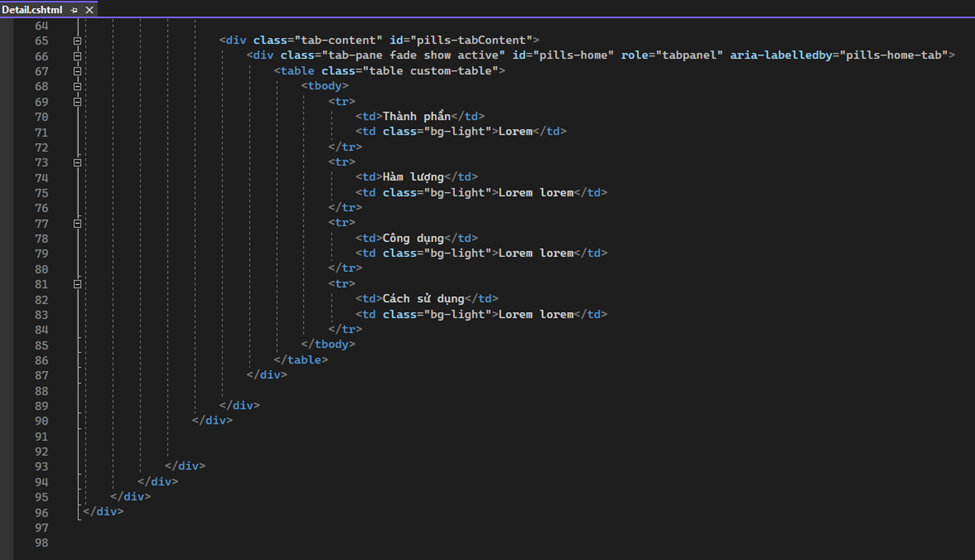 Detail.cshtml
64
65 <div class="tab-content" id="pills-tabContent">
66 <div class="tab-pane fade show active" id="pills-home" role="tabpanel" aria-labelledby="pills-home-tab">
67 <table class="table custom-table">
68 <tbody>
69 <tr>
70 <td>Thành phần</td>
71 <td class="bg-light">Lorem</td>
72 </tr>
73 <tr>
74 <td>Hàm lượng</td>
75 <td class="bg-light">Lorem lorem</td>
76 </tr>
77 <tr>
78 <td>Công dụng</td>
79 <td class="bg-light">Lorem lorem</td>
80 </tr>
81 <tr>
82 <td>Cách sử dụng</td>
83 <td class="bg-light">Lorem lorem</td>
84 </tr>
85 </tbody>
86 </table>
87 </div>
88
89 </div>
90 </div>
91
92
93 </div>
94 </div>
95 </div>
96 </div>
97
98